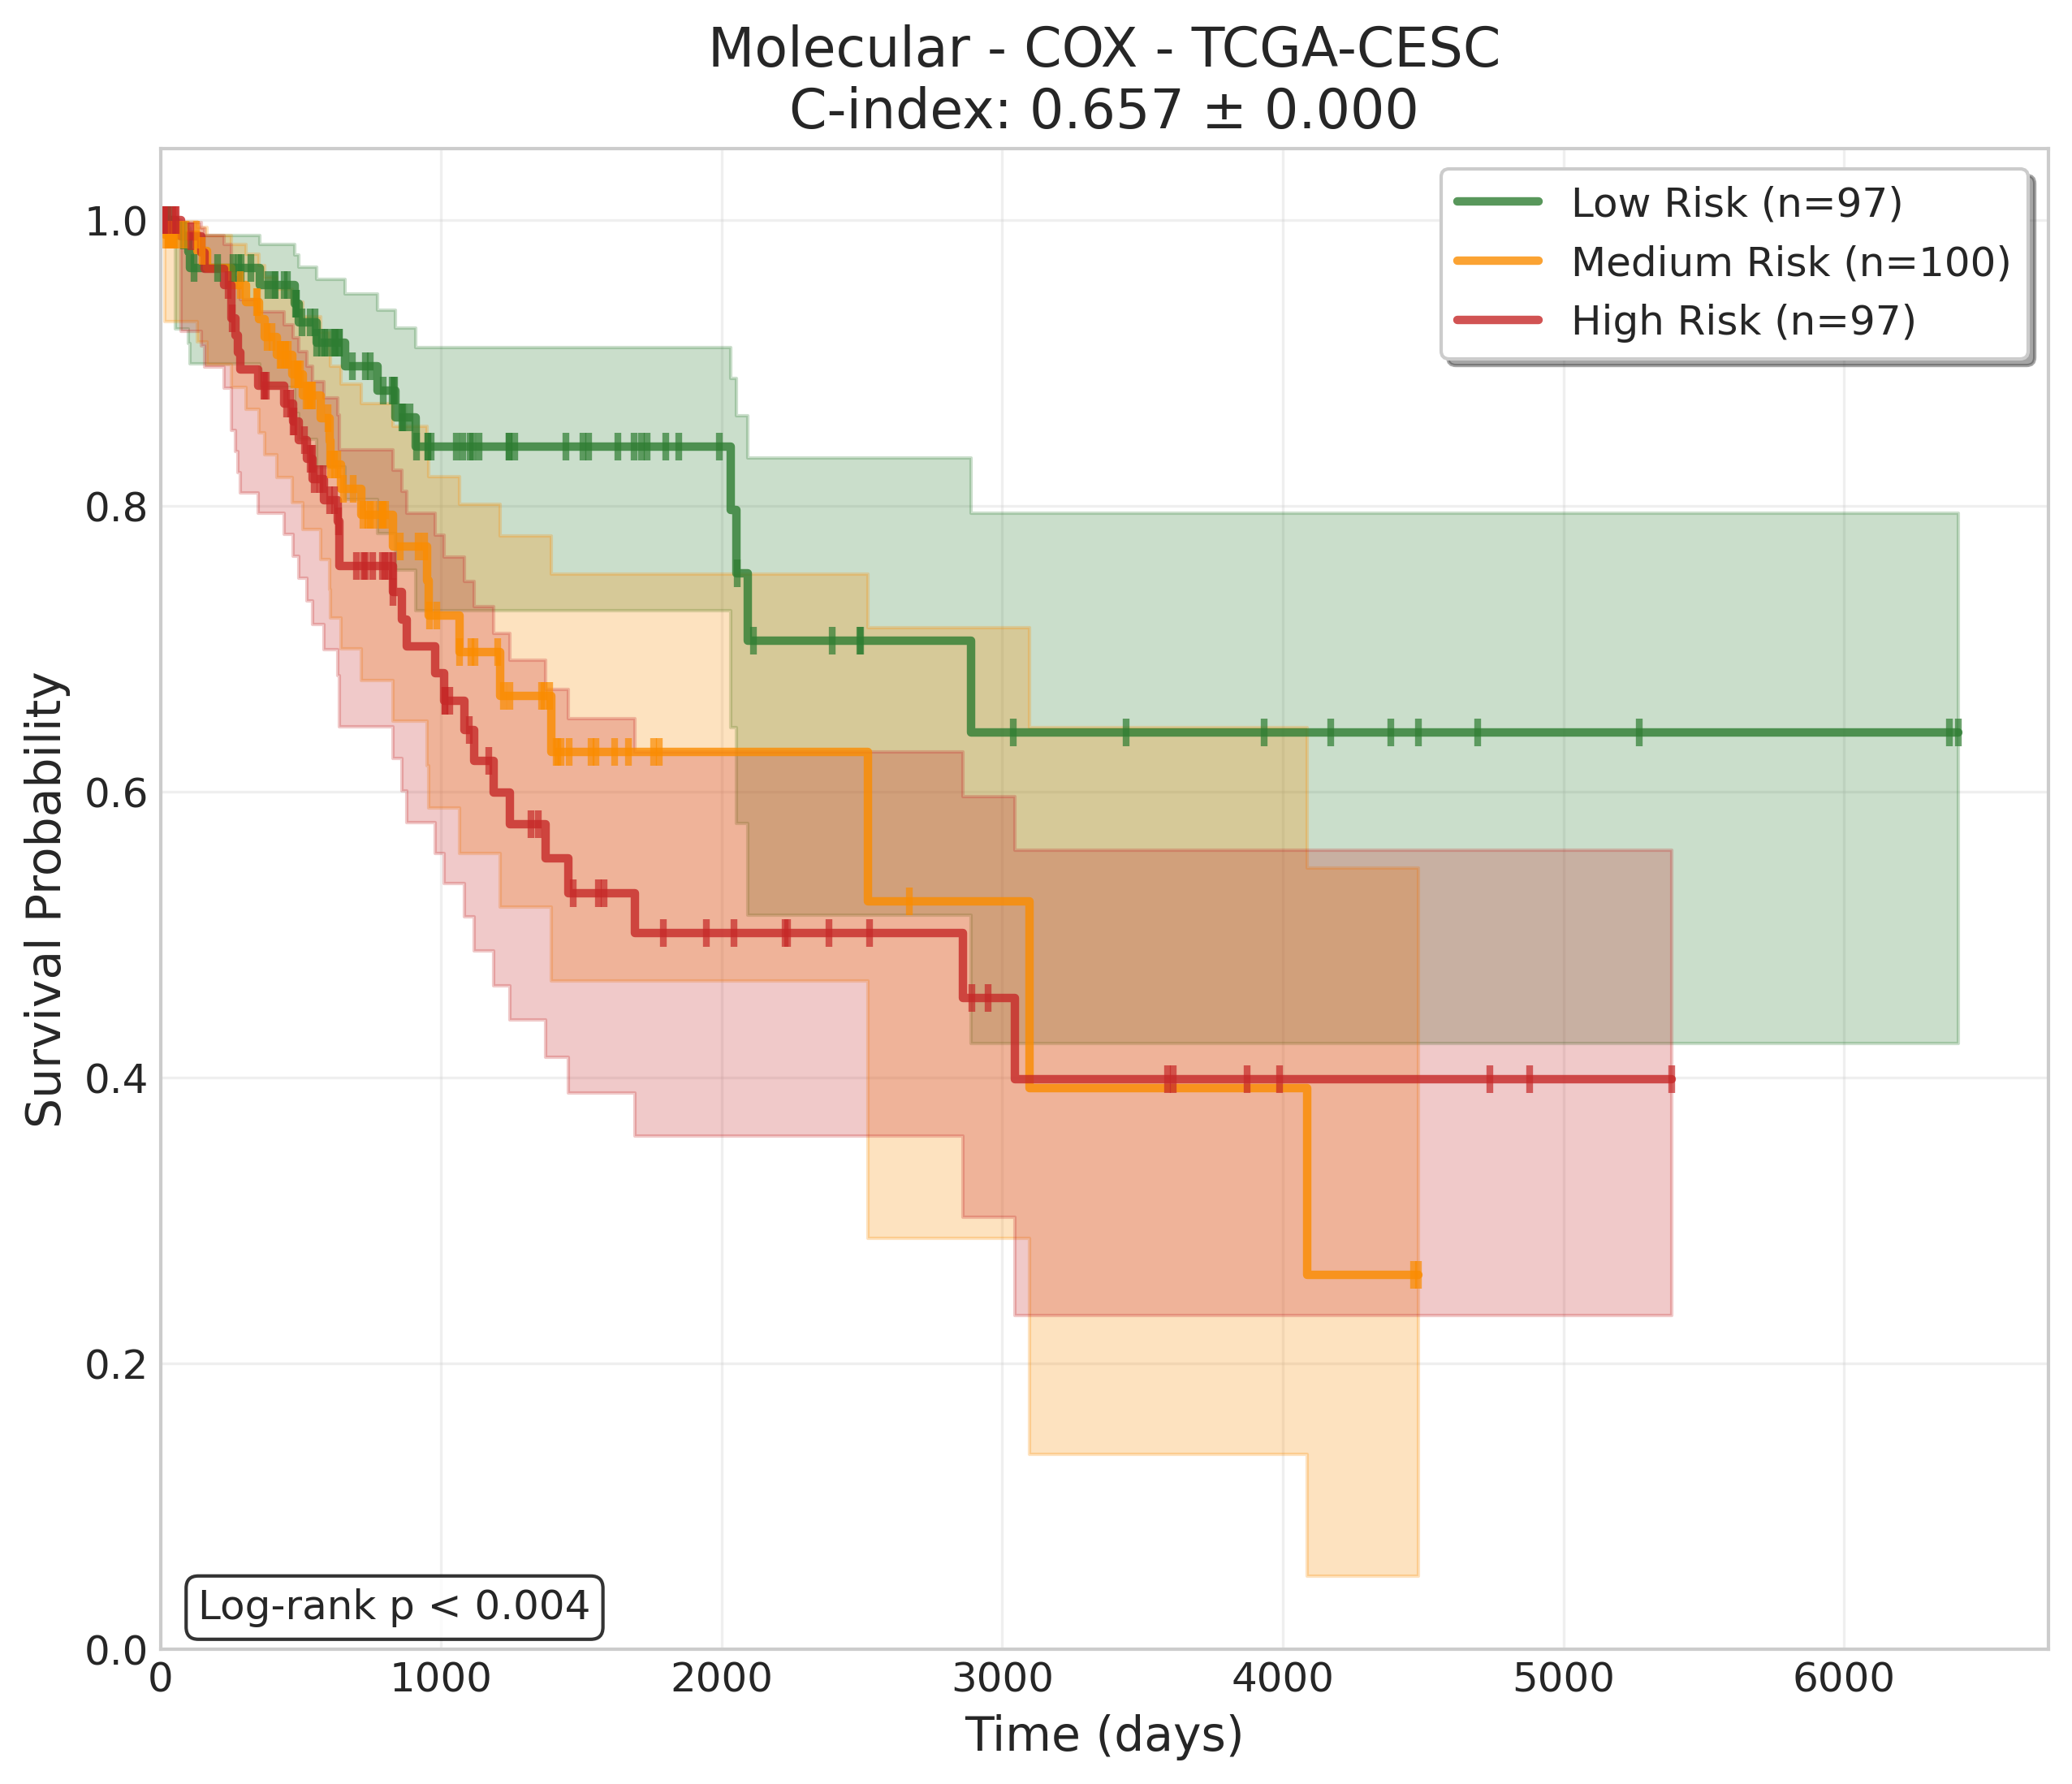 Molecular - COX - TCGA-CESC
C-index: 0.657 ± 0.000
Low Risk (n=97)
Medium Risk (n=100)
High Risk (n=97)
Survival Probability
1.0
0.8
0.6
0.4
0.2
0.0
Log-rank p < 0.004
0 1000 2000 3000 4000 5000 6000
Time (days)